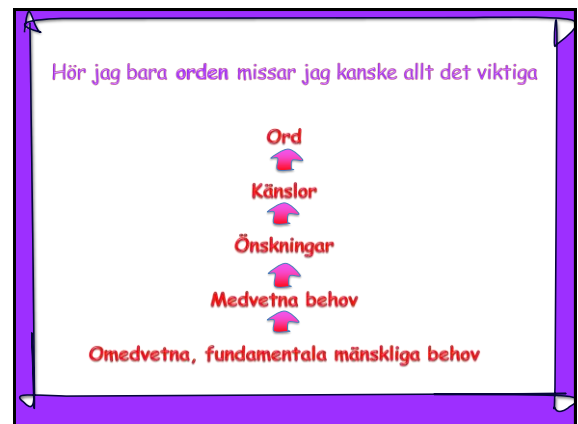 Hör jag bara orden missar jag kanske allt det viktiga
Ord
Känslor
Önskningar
Medvetna behov
Omedvetna, fundamentala mänskliga behov